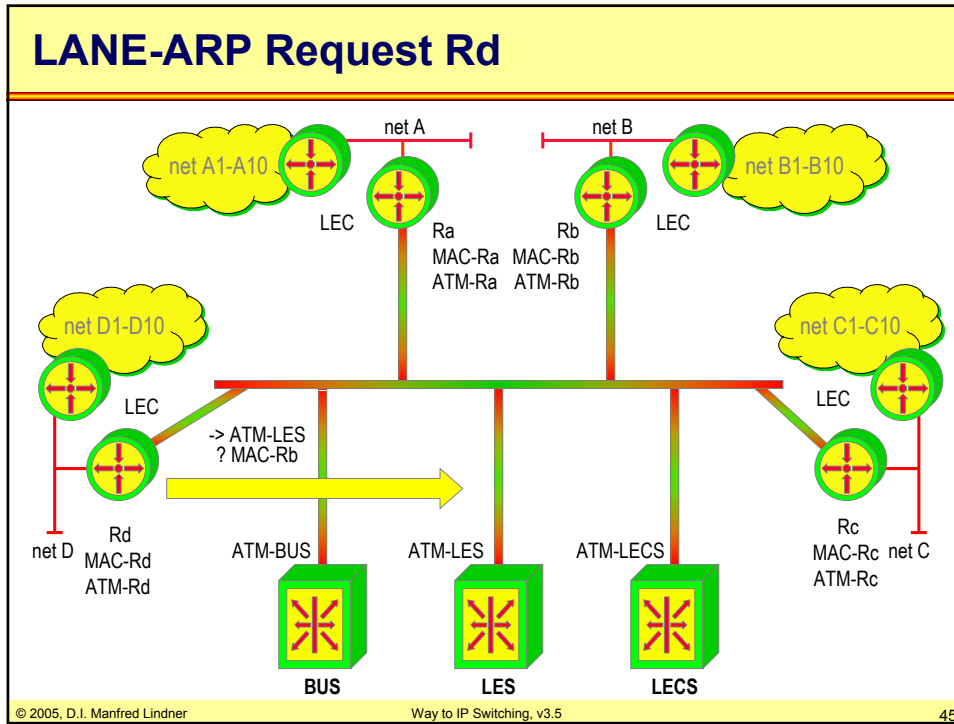 LANE-ARP Request Rd
net A
net B
net A1-A10
net B1-B10
LEC
LEC
Ra
MAC-Ra
ATM-Ra
Rb
MAC-Rb
ATM-Rb
net D1-D10
net C1-C10
LEC
LEC
-> ATM-LES
? MAC-Rb
net D
Rd
MAC-Rd
ATM-Rd
ATM-BUS
ATM-LES
ATM-LECS
Rc
MAC-Rc
ATM-Rc
net C
BUS
LES
LECS
© 2005, D.I. Manfred Lindner
Way to IP Switching, v3.5
45